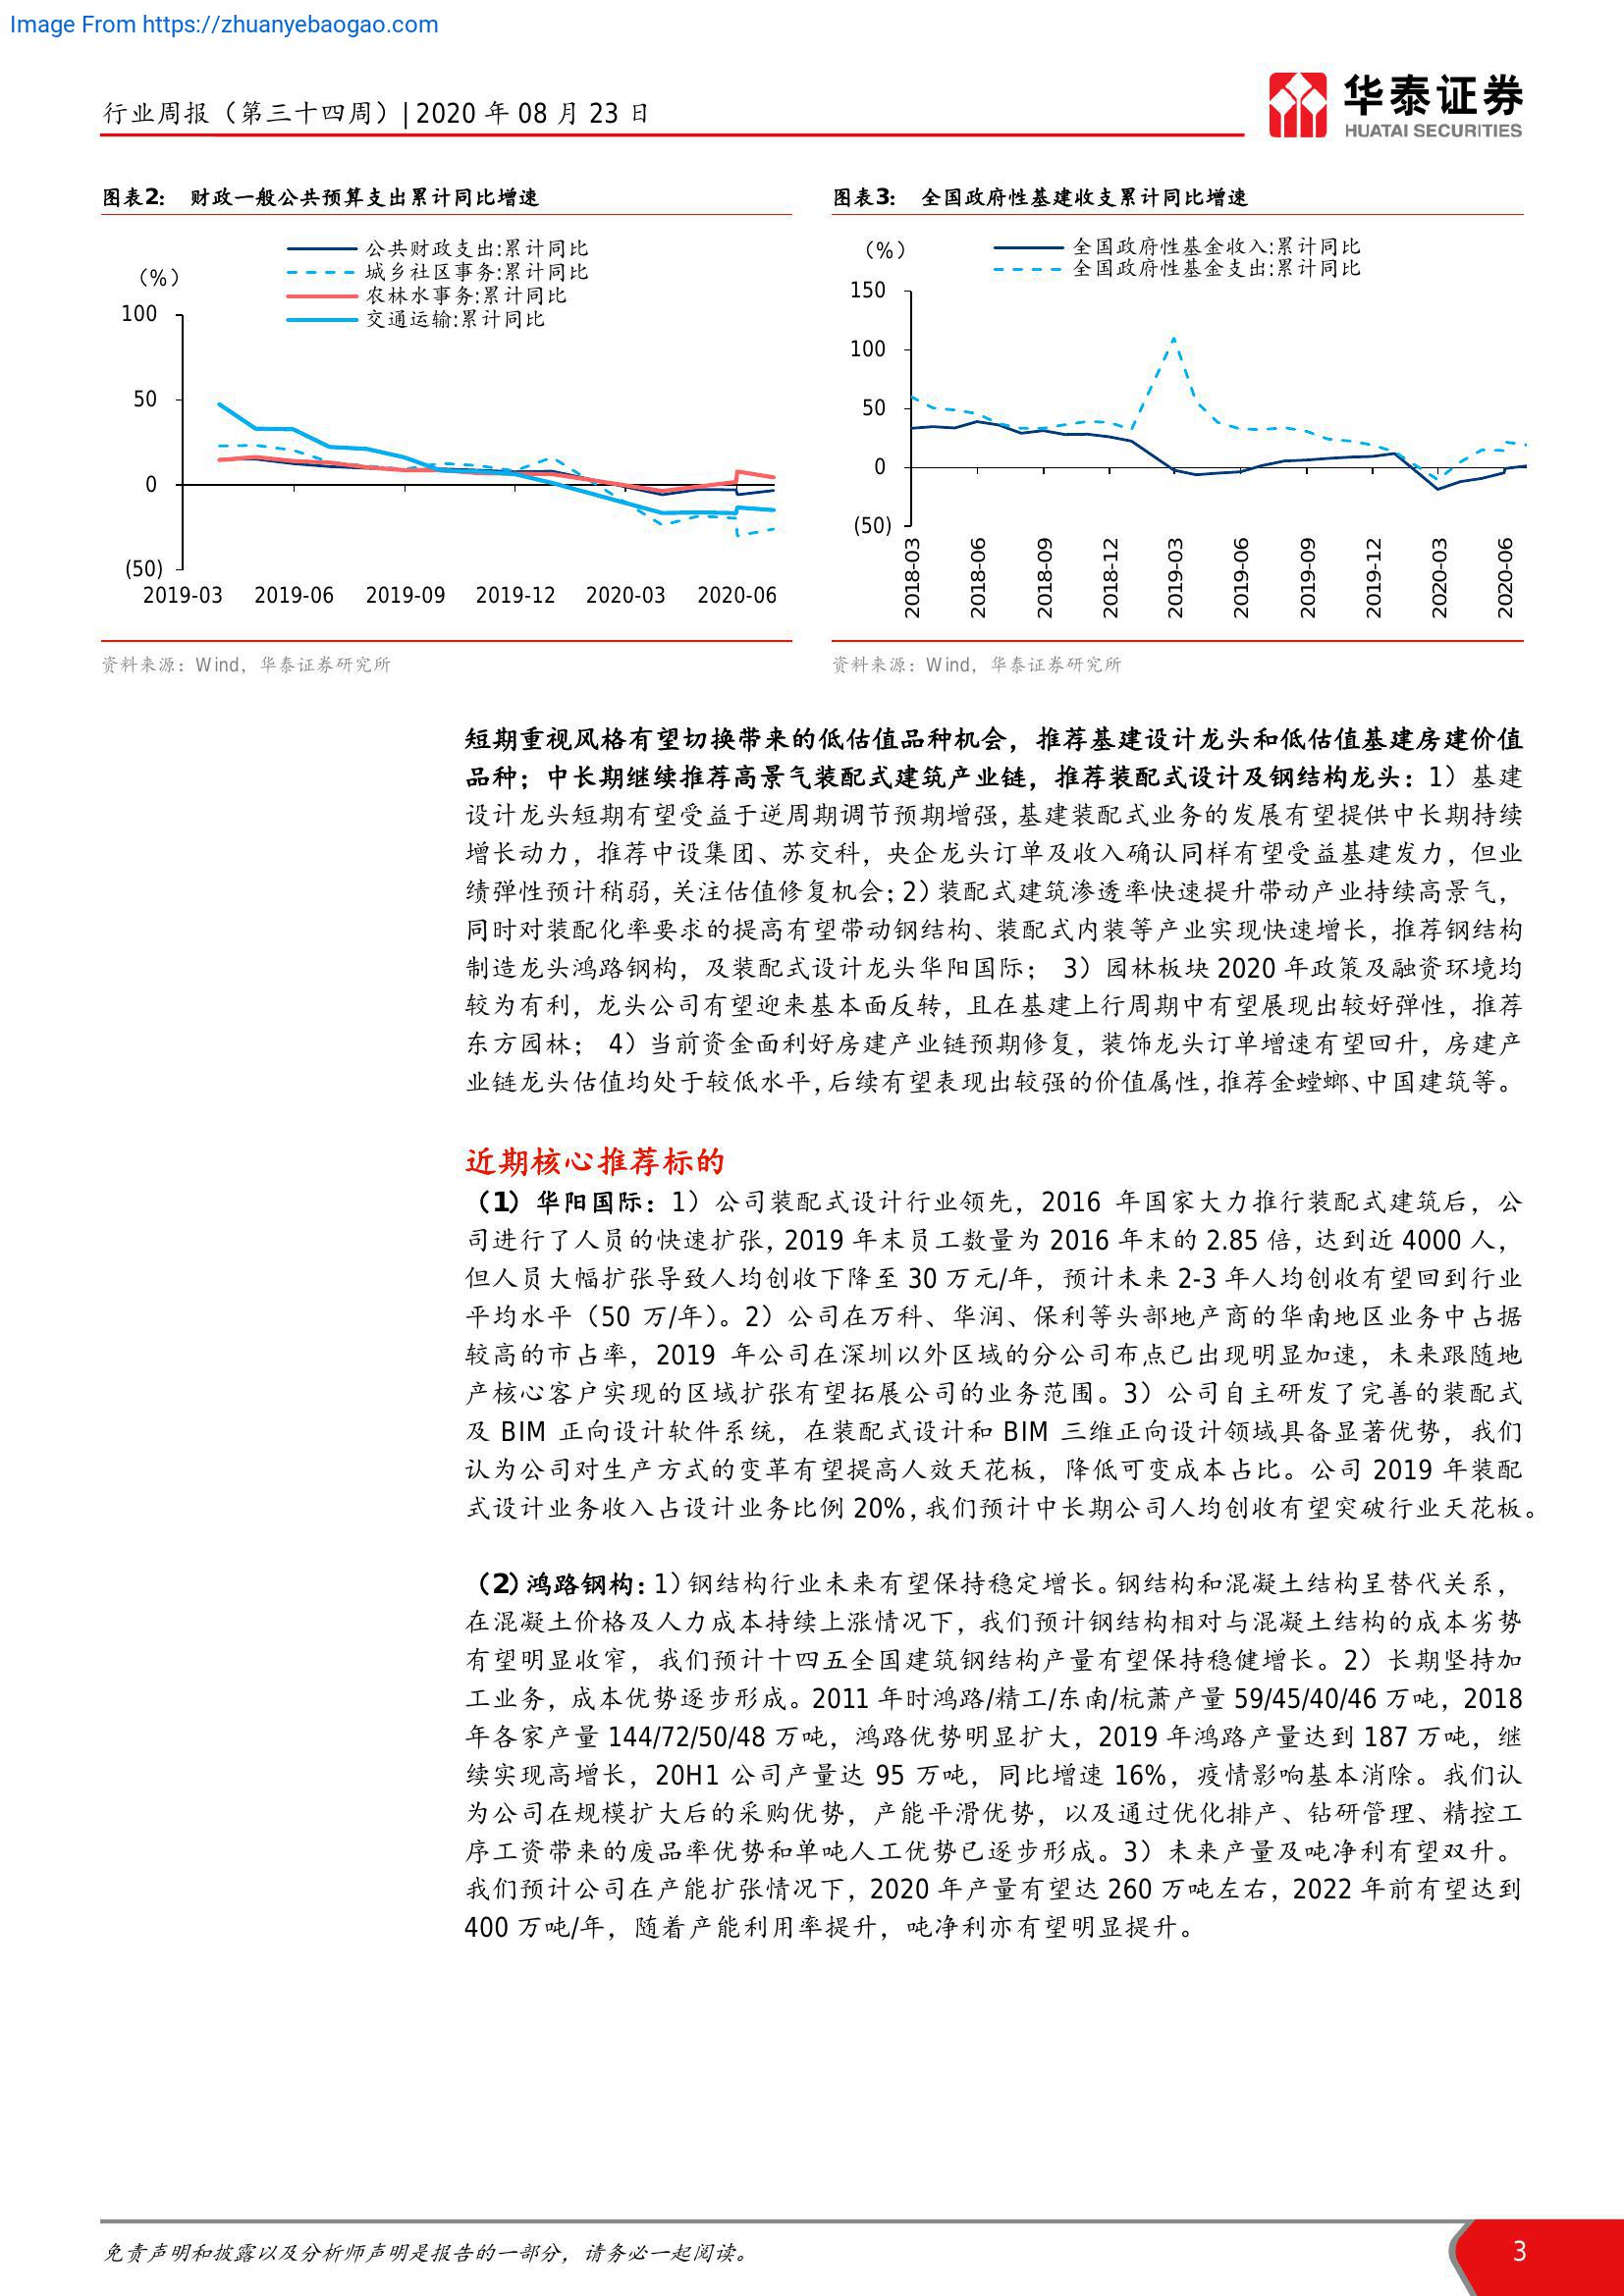 Image From https://zhuanyebaogao.com
行业周报（第三十四周）| 2020 年 08 月 23 日
华泰证券
HUATAI SECURITIES
图表2： 财政一般公共预算支出累计同比增速
公共财政支出:累计同比
城乡社区事务:累计同比
农林水事务:累计同比
交通运输:累计同比
（%）
100
50
0
(50)
2019-03 2019-06 2019-09 2019-12 2020-03 2020-06
资料来源：Wind，华泰证券研究所
图表3： 全国政府性基建收支累计同比增速
（%）
全国政府性基金收入:累计同比
全国政府性基金支出:累计同比
150
100
50
0
(50)
2018-03 2018-06 2018-09 2018-12 2019-03 2019-06 2019-09 2019-12 2020-03 2020-06
资料来源：Wind，华泰证券研究所
短期重视风格有望切换带来的低估值品种机会，推荐基建设计龙头和低估值基建房建价值
品种；中长期继续推荐高景气装配式建筑产业链，推荐装配式设计及钢结构龙头：1）基建
设计龙头短期有望受益于逆周期调节预期增强，基建装配式业务的发展有望提供中长期持续
增长动力，推荐中设集团、苏交科，央企龙头订单及收入确认同样有望受益基建发力，但业
绩弹性预计稍弱，关注估值修复机会；2）装配式建筑渗透率快速提升带动产业持续高景气，
同时对装配化率要求的提高有望带动钢结构、装配式内装等产业实现快速增长，推荐钢结构
制造龙头鸿路钢构，及装配式设计龙头华阳国际； 3）园林板块 2020 年政策及融资环境均
较为有利，龙头公司有望迎来基本面反转，且在基建上行周期中有望展现出较好弹性，推荐
东方园林； 4）当前资金面利好房建产业链预期修复，装饰龙头订单增速有望回升，房建产
业链龙头估值均处于较低水平，后续有望表现出较强的价值属性，推荐金螳螂、中国建筑等。
近期核心推荐标的
（1）华阳国际：1）公司装配式设计行业领先，2016 年国家大力推行装配式建筑后，公
司进行了人员的快速扩张，2019 年末员工数量为 2016 年末的 2.85 倍，达到近 4000 人，
但人员大幅扩张导致人均创收下降至 30 万元/年，预计未来 2-3 年人均创收有望回到行业
平均水平（50 万/年）。2）公司在万科、华润、保利等头部地产商的华南地区业务中占据
较高的市占率，2019 年公司在深圳以外区域的分公司布点已出现明显加速，未来跟随地
产核心客户实现的区域扩张有望拓展公司的业务范围。3）公司自主研发了完善的装配式
及 BIM 正向设计软件系统，在装配式设计和 BIM 三维正向设计领域具备显著优势，我们
认为公司对生产方式的变革有望提高人效天花板，降低可变成本占比。公司 2019 年装配
式设计业务收入占设计业务比例 20%，我们预计中长期公司人均创收有望突破行业天花板。
（2）鸿路钢构：1）钢结构行业未来有望保持稳定增长。钢结构和混凝土结构呈替代关系，
在混凝土价格及人力成本持续上涨情况下，我们预计钢结构相对与混凝土结构的成本劣势
有望明显收窄，我们预计十四五全国建筑钢结构产量有望保持稳健增长。2）长期坚持加
工业务，成本优势逐步形成。2011 年时鸿路/精工/东南/杭萧产量 59/45/40/46 万吨，2018
年各家产量 144/72/50/48 万吨，鸿路优势明显扩大，2019 年鸿路产量达到 187 万吨，继
续实现高增长，20H1 公司产量达 95 万吨，同比增速 16%，疫情影响基本消除。我们认
为公司在规模扩大后的采购优势，产能平滑优势，以及通过优化排产、钻研管理、精控工
序工资带来的废品率优势和单吨人工优势已逐步形成。3）未来产量及吨净利有望双升。
我们预计公司在产能扩张情况下，2020 年产量有望达 260 万吨左右，2022 年前有望达到
400 万吨/年，随着产能利用率提升，吨净利亦有望明显提升。
免责声明和披露以及分析师声明是报告的一部分，请务必一起阅读。
3